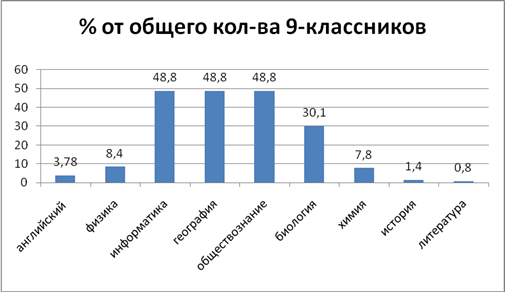 % от общего кол-ва 9-классников
60
50
40
30
20
10
0
3,78
8,4
48,8
48,8
48,8
30,1
7,8
1,4
0,8
английский
физика
информатика
география
обществознание
биология
химия
история
литература